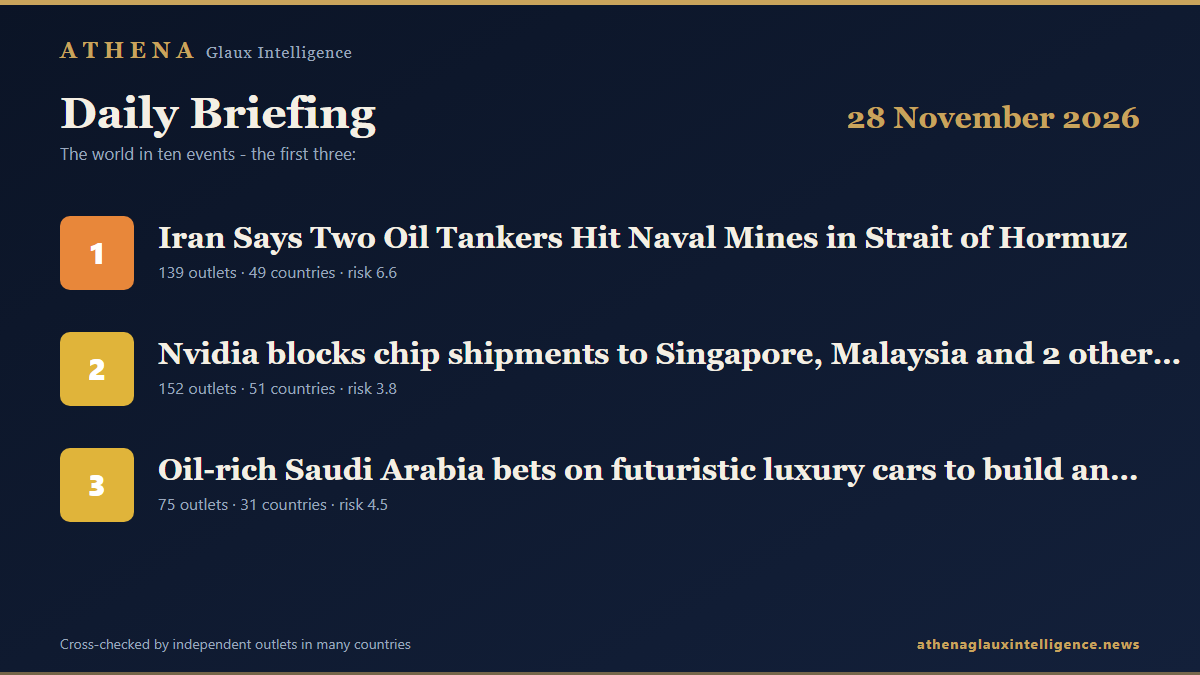 ATHENA Glaux Intelligence
Daily Briefing
28 November 2026
The world in ten events - the first three:
1
Iran Says Two Oil Tankers Hit Naval Mines in Strait of Hormuz
139 outlets · 49 countries · risk 6.6
2
Nvidia blocks chip shipments to Singapore, Malaysia and 2 other...
152 outlets · 51 countries · risk 3.8
3
Oil-rich Saudi Arabia bets on futuristic luxury cars to build an...
75 outlets · 31 countries · risk 4.5
Cross-checked by independent outlets in many countries
athenaglauxintelligence.news